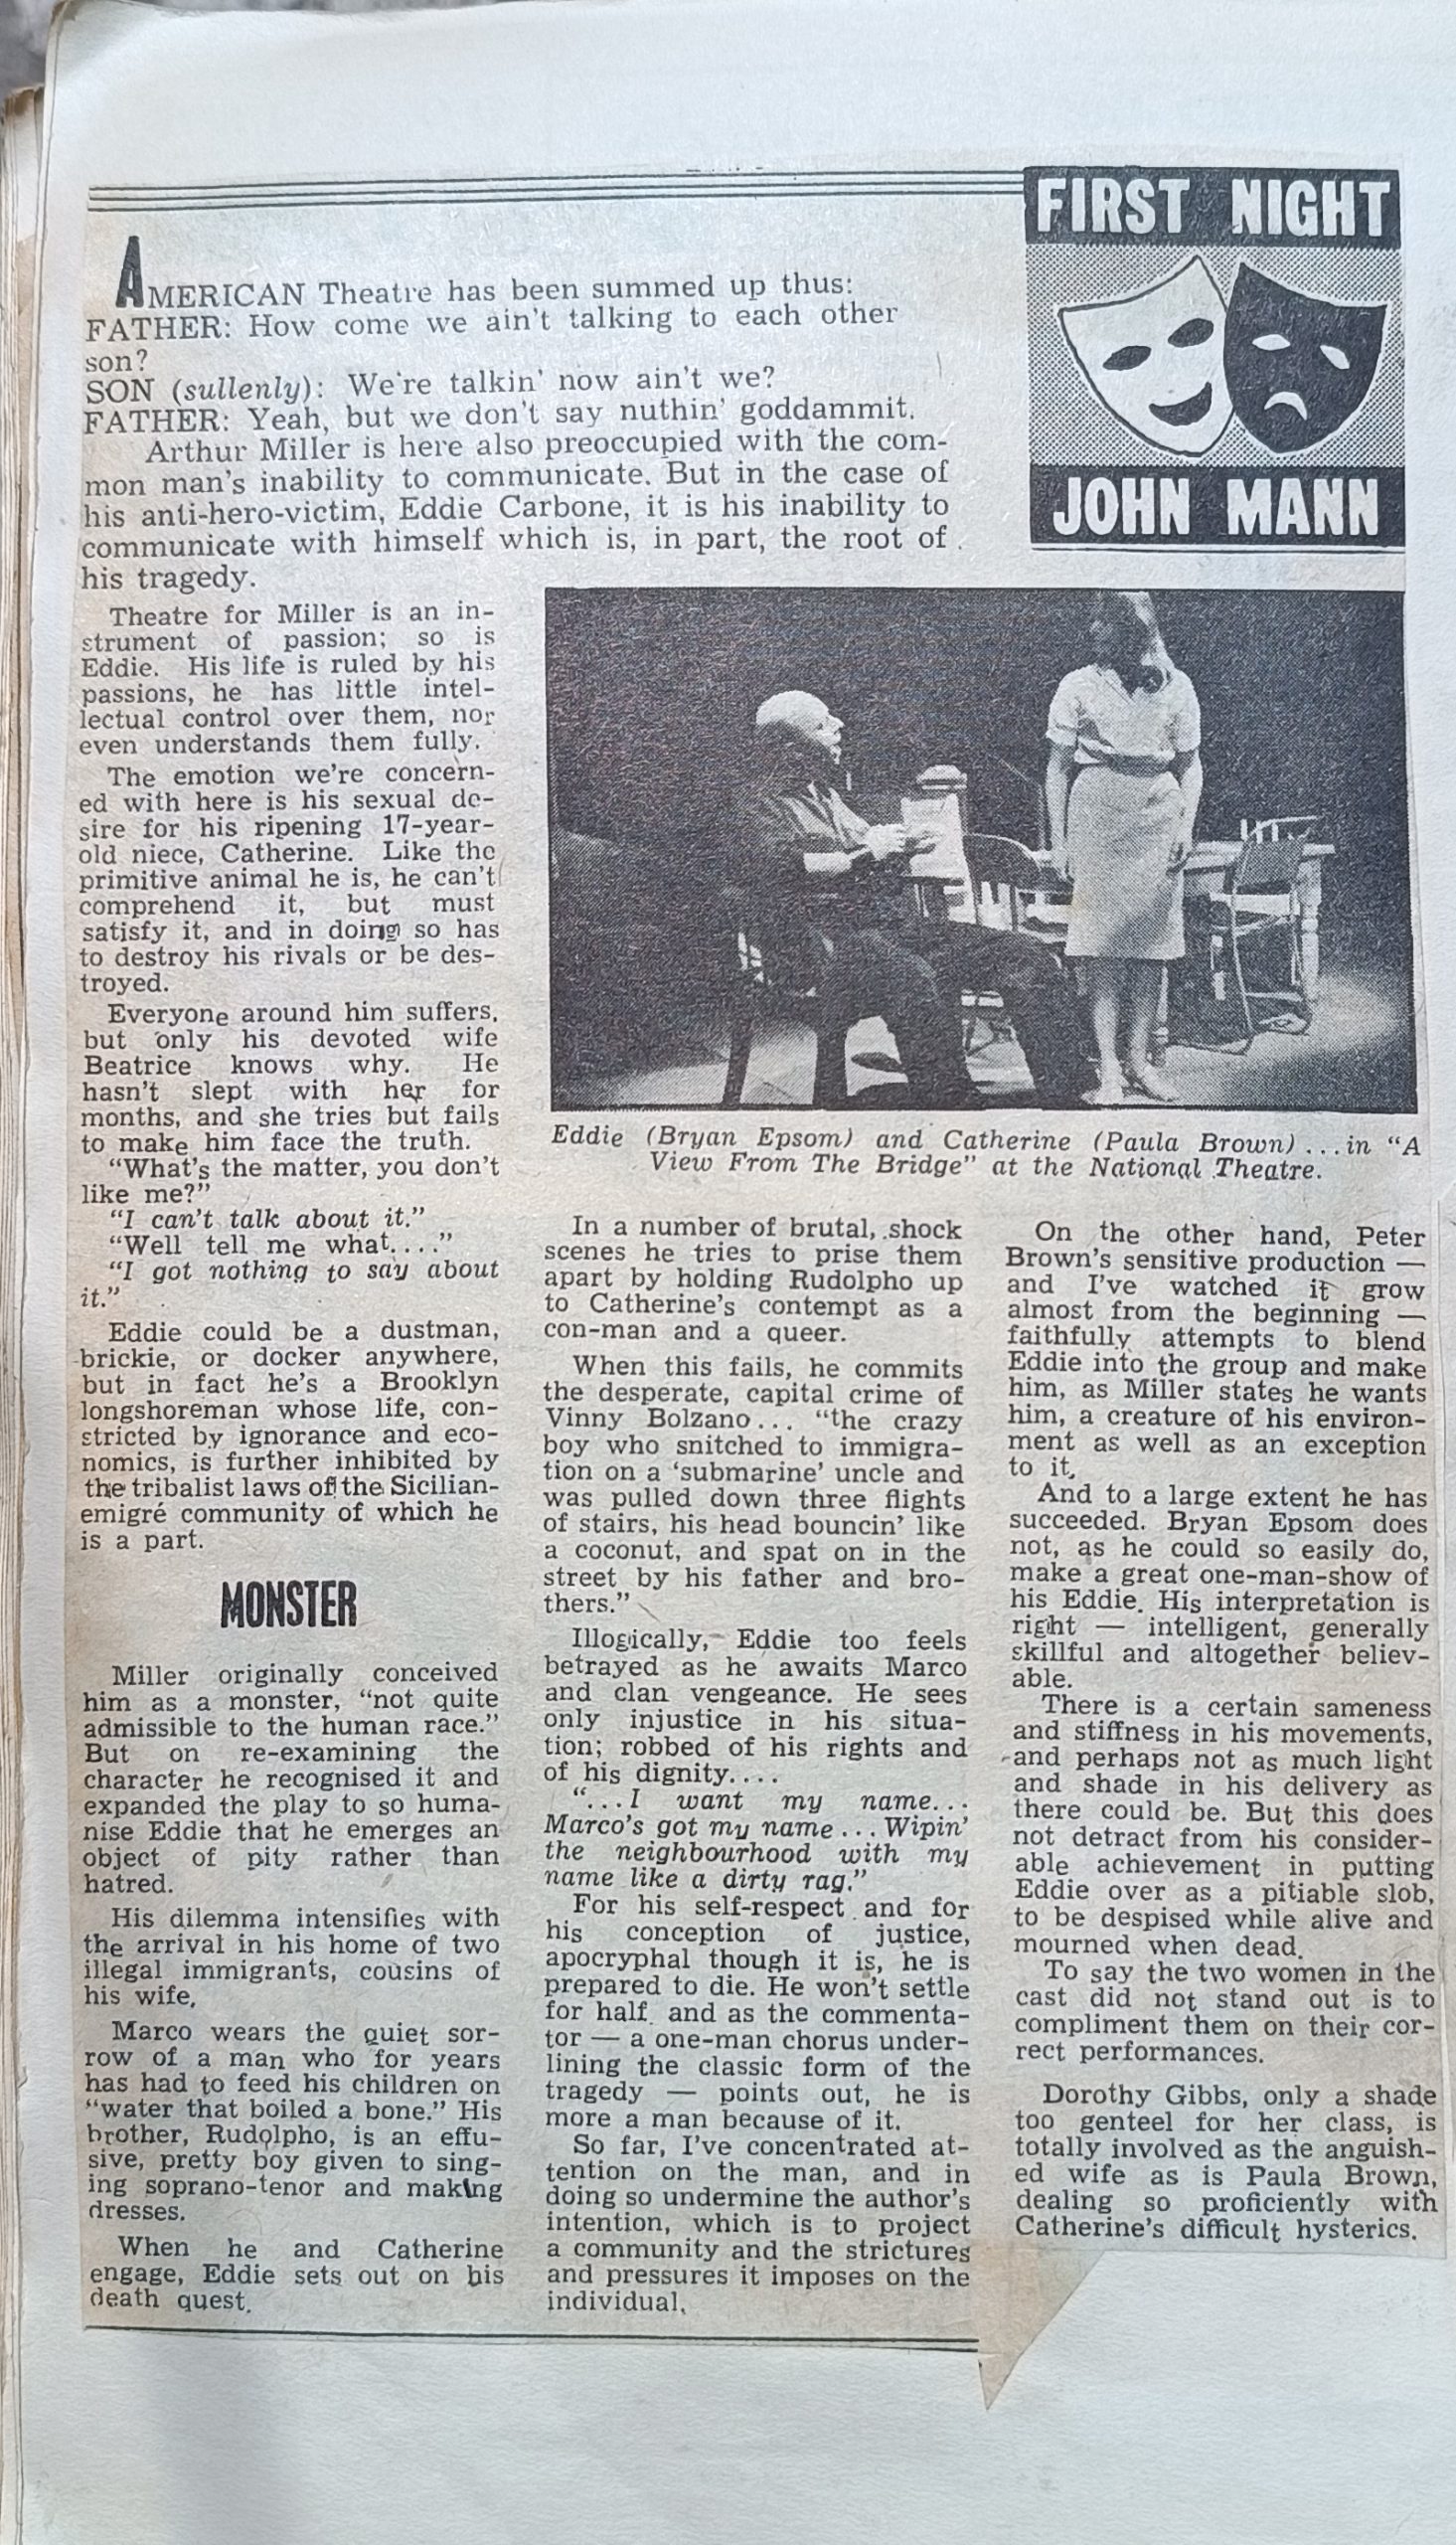 FIRST NIGHT
JOHN MANN
AMERICAN Theatre has been summed up thus:
FATHER: How come we ain't talking to each other
son?
SON (sullenly): We're talkin' now ain't we?
FATHER: Yeah, but we don't say nuthin' goddammit.
Arthur Miller is here also preoccupied with the com-
mon man's inability to communicate. But in the case of
his anti-hero-victim, Eddie Carbone, it is his inability to
communicate with himself which is, in part, the root of
his tragedy.
Theatre for Miller is an in-
strument of passion; so is
Eddie. His life is ruled by his
passions, he has little intel-
lectual control over them, nor
even understands them fully.
The emotion we're concern-
ed with here is his sexual de-
sire for his ripening 17-year-
old niece, Catherine. Like the
primitive animal he is, he can't
comprehend it, but must
satisfy it, and in doing so has
to destroy his rivals or be des-
troyed.
Everyone around him suffers,
but only his devoted wife
Beatrice knows why. He
hasn't slept with her for
months, and she tries but fails
to make him face the truth.
"What's the matter, you don't
like me?"
"I can't talk about it."
"Well tell me what...."
"I got nothing to say about
it."
Eddie could be a dustman,
brickie, or docker anywhere,
but in fact he's a Brooklyn
longshoreman whose life, con-
stricted by ignorance and eco-
nomics, is further inhibited by
the tribalist laws of the Sicilian-
emigré community of which he
is a part.
MONSTER
Miller originally conceived
him as a monster, "not quite
admissible to the human race."
But on re-examining the
character he recognised it and
expanded the play to so huma-
nise Eddie that he emerges an
object of pity rather than
hatred.
His dilemma intensifies with
the arrival in his home of two
illegal immigrants, cousins of
his wife.
Marco wears the quiet sor-
row of a man who for years
has had to feed his children on
"water that boiled a bone." His
brother, Rudolpho, is an effu-
sive, pretty boy given to sing-
ing soprano-tenor and making
dresses.
When he and Catherine
engage, Eddie sets out on his
death quest.
Eddie (Bryan Epsom) and Catherine (Paula Brown)...in "A
View From The Bridge" at the National Theatre.
In a number of brutal, shock
scenes he tries to prise them
apart by holding Rudolpho up
to Catherine's contempt as a
con-man and a queer.
When this fails, he commits
the desperate, capital crime of
Vinny Bolzano... "the crazy
boy who snitched to immigra-
tion on a 'submarine' uncle and
was pulled down three flights
of stairs, his head bouncin' like
a coconut, and spat on in the
street by his father and bro-
thers."
Illogically, Eddie too feels
betrayed as he awaits Marco
and clan vengeance. He sees
only injustice in his situa-
tion; robbed of his rights and
of his dignity....
"...I want my name...
Marco's got my name...Wipin'
the neighbourhood with my
name like a dirty rag."
For his self-respect and for
his conception of justice,
apocryphal though it is, he is
prepared to die. He won't settle
for half and as the commenta-
tor — a one-man chorus under-
lining the classic form of the
tragedy — points out, he is
more a man because of it.
So far, I've concentrated at-
tention on the man, and in
doing so undermine the author's
intention, which is to project
a community and the strictures
and pressures it imposes on the
individual.
On the other hand, Peter
Brown's sensitive production —
and I've watched it grow
almost from the beginning —
faithfully attempts to blend
Eddie into the group and make
him, as Miller states he wants
him, a creature of his environ-
ment as well as an exception
to it.
And to a large extent he has
succeeded. Bryan Epsom does
not, as he could so easily do,
make a great one-man-show of
his Eddie. His interpretation is
right — intelligent, generally
skillful and altogether believ-
able.
There is a certain sameness
and stiffness in his movements,
and perhaps not as much light
and shade in his delivery as
there could be. But this does
not detract from his consider-
able achievement in putting
Eddie over as a pitiable slob,
to be despised while alive and
mourned when dead.
To say the two women in the
cast did not stand out is to
compliment them on their cor-
rect performances.
Dorothy Gibbs, only a shade
too genteel for her class, is
totally involved as the anguish-
ed wife as is Paula Brown,
dealing so proficiently with
Catherine's difficult hysterics.